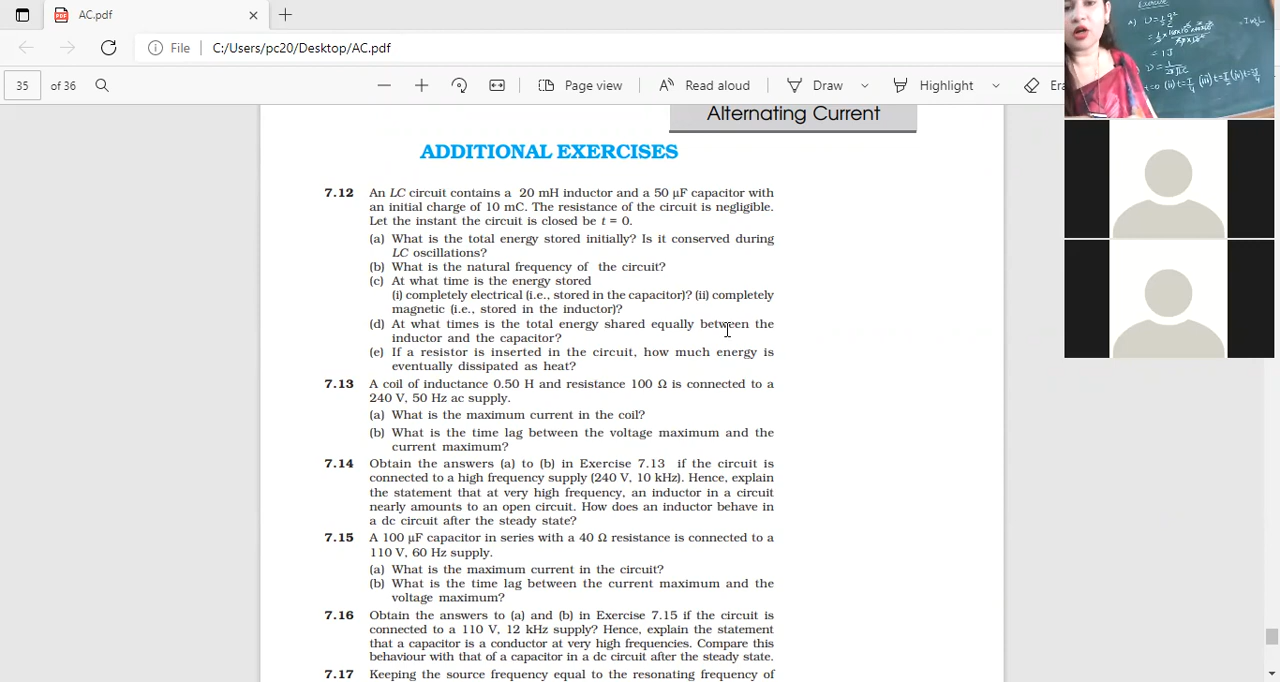 AC.pdf
File
C:/Users/pc20/Desktop/AC.pdf
35
of 36
Page view
A Read aloud
Draw
Highlight
Era
Exercise
a) U = 1/2 q²/C
= 1 J
Alternating Current
ADDITIONAL EXERCISES
7.12 An LC circuit contains a 20 mH inductor and a 50 μF capacitor with
an initial charge of 10 mC. The resistance of the circuit is negligible.
Let the instant the circuit is closed be t = 0.
(a) What is the total energy stored initially? Is it conserved during
LC oscillations?
(b) What is the natural frequency of the circuit?
(c) At what time is the energy stored
(i) completely electrical (i.e., stored in the capacitor)? (ii) completely
magnetic (i.e., stored in the inductor)?
(d) At what times is the total energy shared equally between the
inductor and the capacitor?
(e) If a resistor is inserted in the circuit, how much energy is
eventually dissipated as heat?
7.13 A coil of inductance 0.50 H and resistance 100 Ω is connected to a
240 V, 50 Hz ac supply.
(a) What is the maximum current in the coil?
(b) What is the time lag between the voltage maximum and the
current maximum?
7.14 Obtain the answers (a) to (b) in Exercise 7.13 if the circuit is
connected to a high frequency supply (240 V, 10 kHz). Hence, explain
the statement that at very high frequency, an inductor in a circuit
nearly amounts to an open circuit. How does an inductor behave in
a dc circuit after the steady state?
7.15 A 100 μF capacitor in series with a 40 Ω resistance is connected to a
110 V, 60 Hz supply.
(a) What is the maximum current in the circuit?
(b) What is the time lag between the current maximum and the
voltage maximum?
7.16 Obtain the answers to (a) and (b) in Exercise 7.15 if the circuit is
connected to a 110 V, 12 kHz supply? Hence, explain the statement
that a capacitor is a conductor at very high frequencies. Compare this
behaviour with that of a capacitor in a dc circuit after the steady state.
7.17 Keeping the source frequency equal to the resonating frequency of